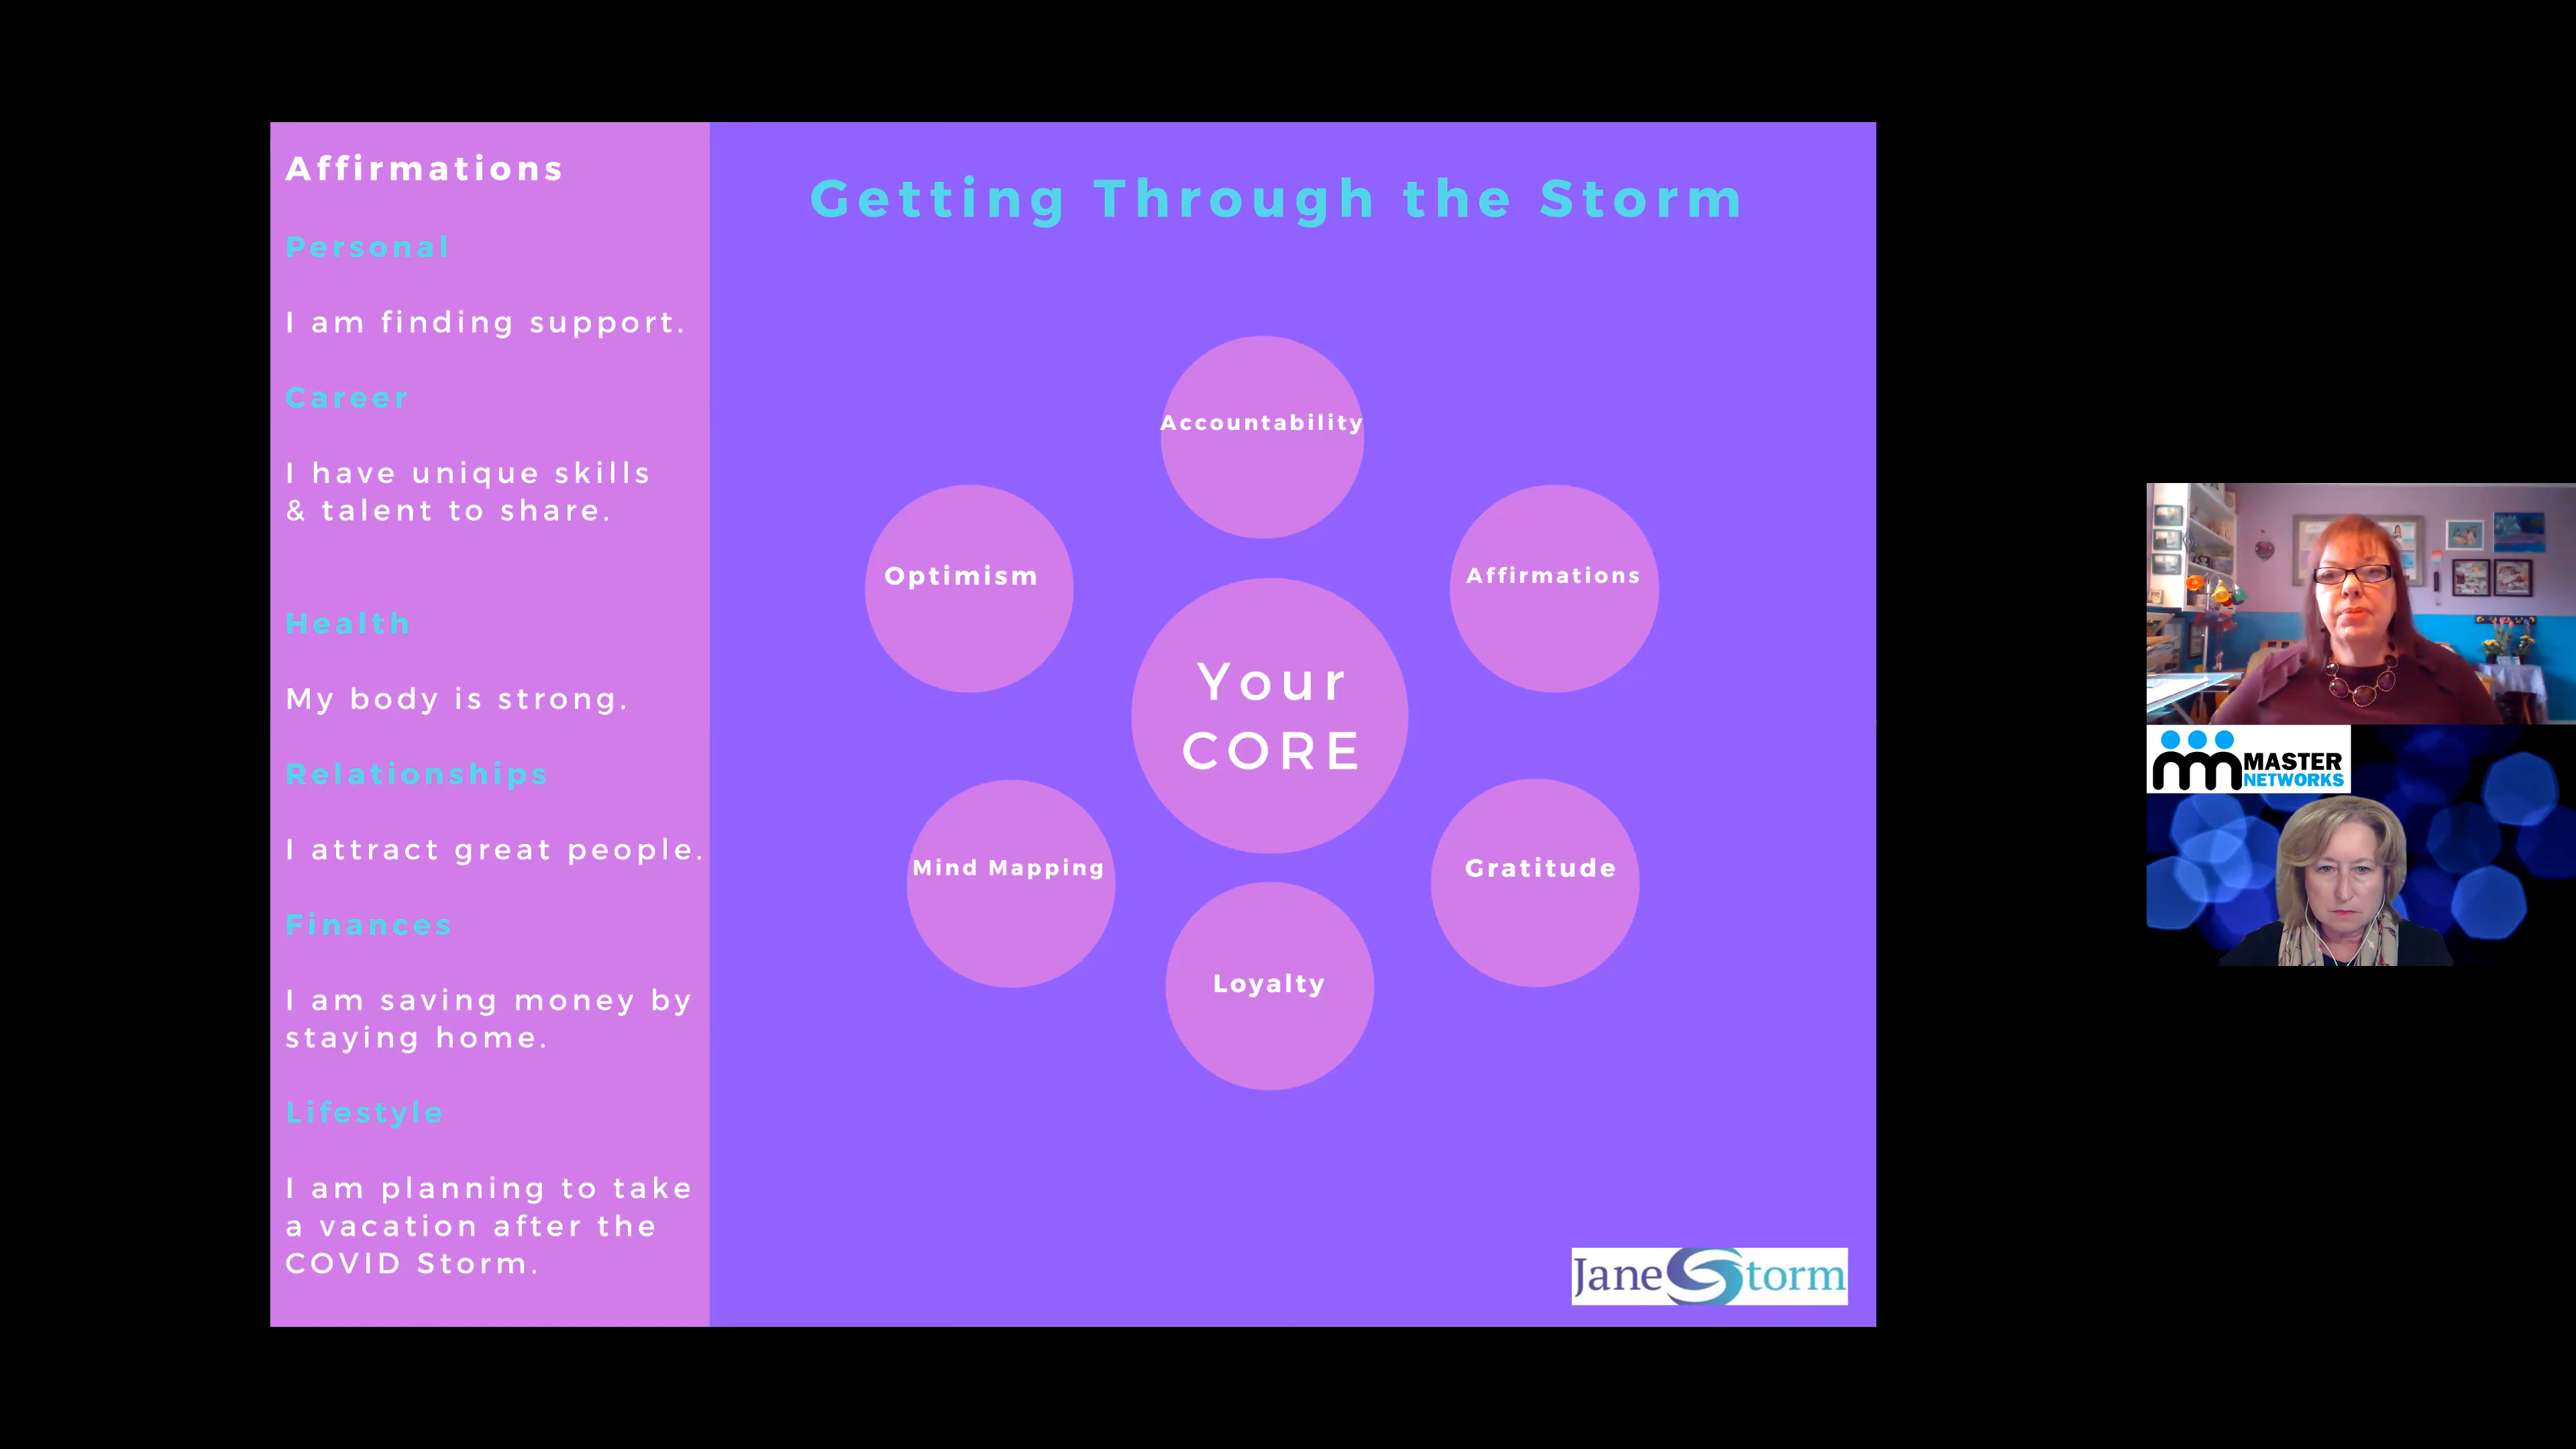 Affirmations
Personal
I am finding support.
Career
I have unique skills
& talent to share.
Health
My body is strong.
Relationships
I attract great people.
Finances
I am saving money by
staying home.
Lifestyle
I am planning to take
a vacation after the
COVID Storm.
Getting Through the Storm
Accountability
Optimism
Affirmations
Your
CORE
Mind Mapping
Gratitude
Loyalty
Jane Storm
MASTER
NETWORKS